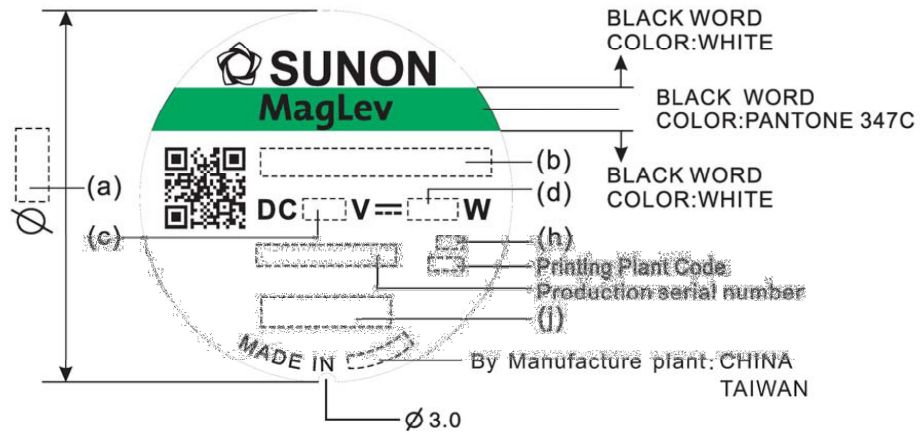 BLACK WORD
COLOR:WHITE
SUNON
MagLev
BLACK WORD
COLOR:PANTONE 347C
(a)
(b)
BLACK WORD
COLOR:WHITE
(d)
DC V W
Ø
(c)
(h)
Printing Plant Code
Production serial number
(j)
MADE IN
By Manufacture plant: CHINA
TAIWAN
Ø 3.0